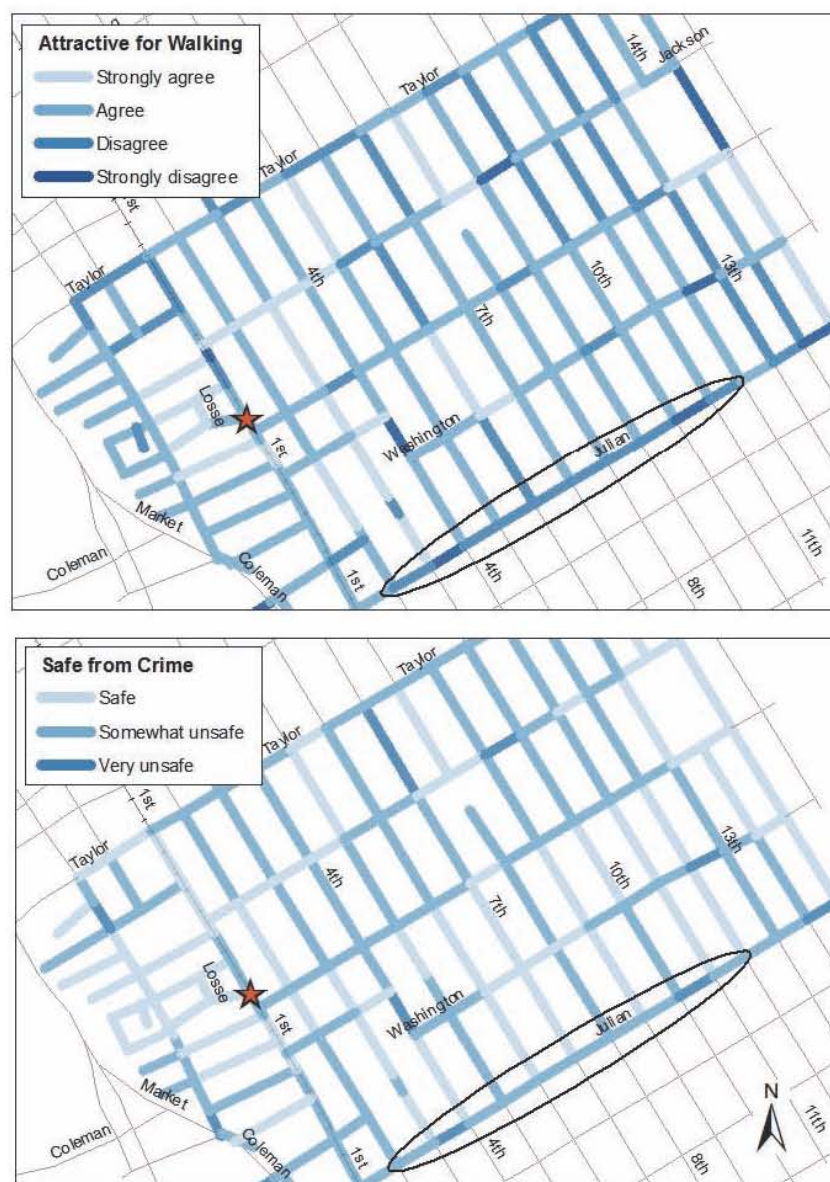 Attractive for Walking
Strongly agree
Agree
Disagree
Strongly disagree
14th
Jackson
Taylor
Taylor
1st
Taylor
4th
13th
10th
7th
Losse
1st
Washington
Julian
Market
Coleman
Coleman
1st
4th
8th
11th
Safe from Crime
Safe
Somewhat unsafe
Very unsafe
Taylor
Taylor
1st
Taylor
4th
13th
10th
7th
Losse
1st
Washington
Julian
Market
Coleman
Coleman
1st
4th
8th
11th
N